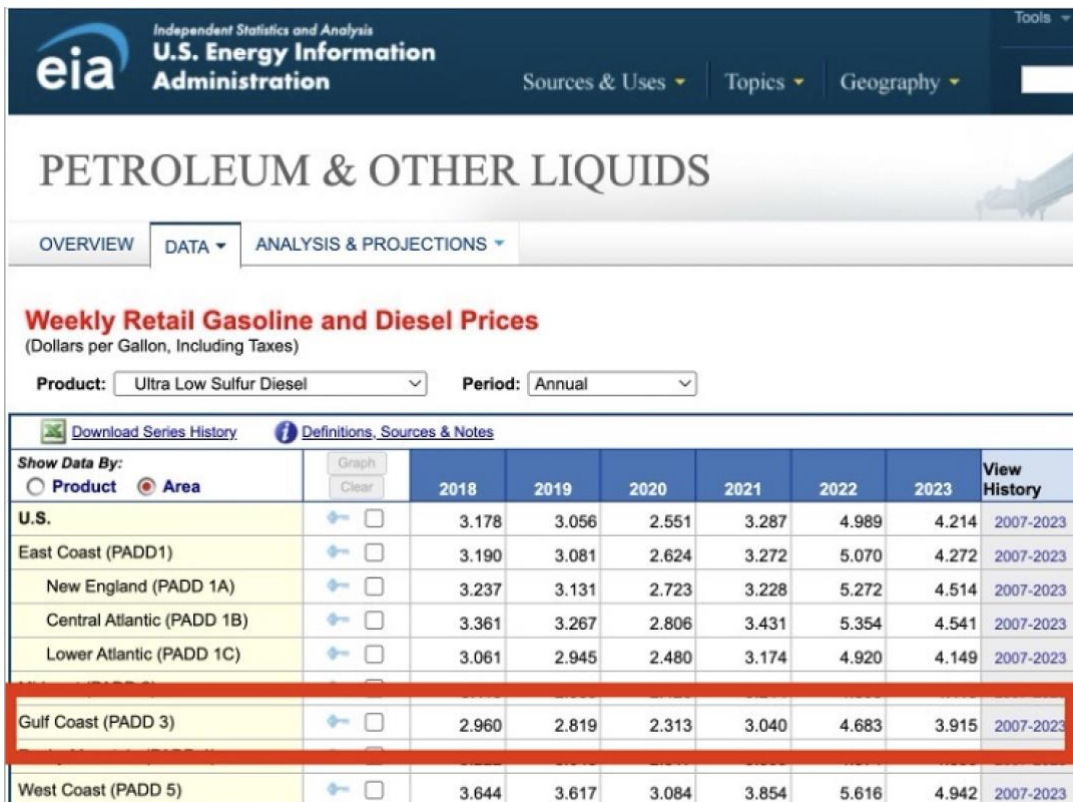 Tools
Independent Statistics and Analysis
eia U.S. Energy Information
Administration
Sources & Uses Topics Geography
PETROLEUM & OTHER LIQUIDS
OVERVIEW DATA ANALYSIS & PROJECTIONS
Weekly Retail Gasoline and Diesel Prices
(Dollars per Gallon, Including Taxes)
Product: Ultra Low Sulfur Diesel Period: Annual
Download Series History Definitions, Sources & Notes
Show Data By:
Product Area
Graph
Clear
2018 2019 2020 2021 2022 2023 View History
U.S. 3.178 3.056 2.551 3.287 4.989 4.214 2007-2023
East Coast (PADD1) 3.190 3.081 2.624 3.272 5.070 4.272 2007-2023
New England (PADD 1A) 3.237 3.131 2.723 3.228 5.272 4.514 2007-2023
Central Atlantic (PADD 1B) 3.361 3.267 2.806 3.431 5.354 4.541 2007-2023
Lower Atlantic (PADD 1C) 3.061 2.945 2.480 3.174 4.920 4.149 2007-2023
Gulf Coast (PADD 3) 2.960 2.819 2.313 3.040 4.683 3.915 2007-2023
West Coast (PADD 5) 3.644 3.617 3.084 3.854 5.616 4.942 2007-2023